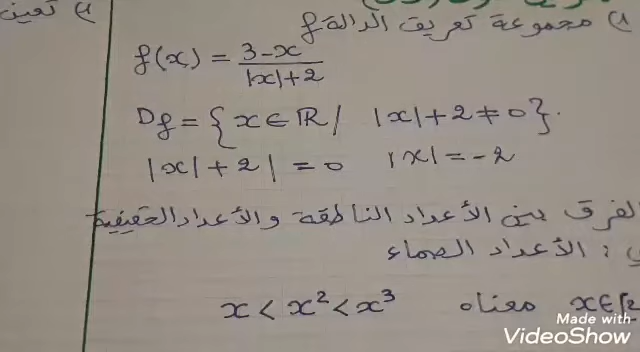 1) مجموعة تعريف الدالة f
f(x) = 3-x / |x|+2
Df = { x ∈ ℝ / |x|+2 ≠ 0 }.
|x|+2|=0 |x|=-2
الفرق بين الأعداد الناطقة والأعداد الحقيقية
: الأعداد الصماء
معناه x < x² < x³
Made with
VideoShow